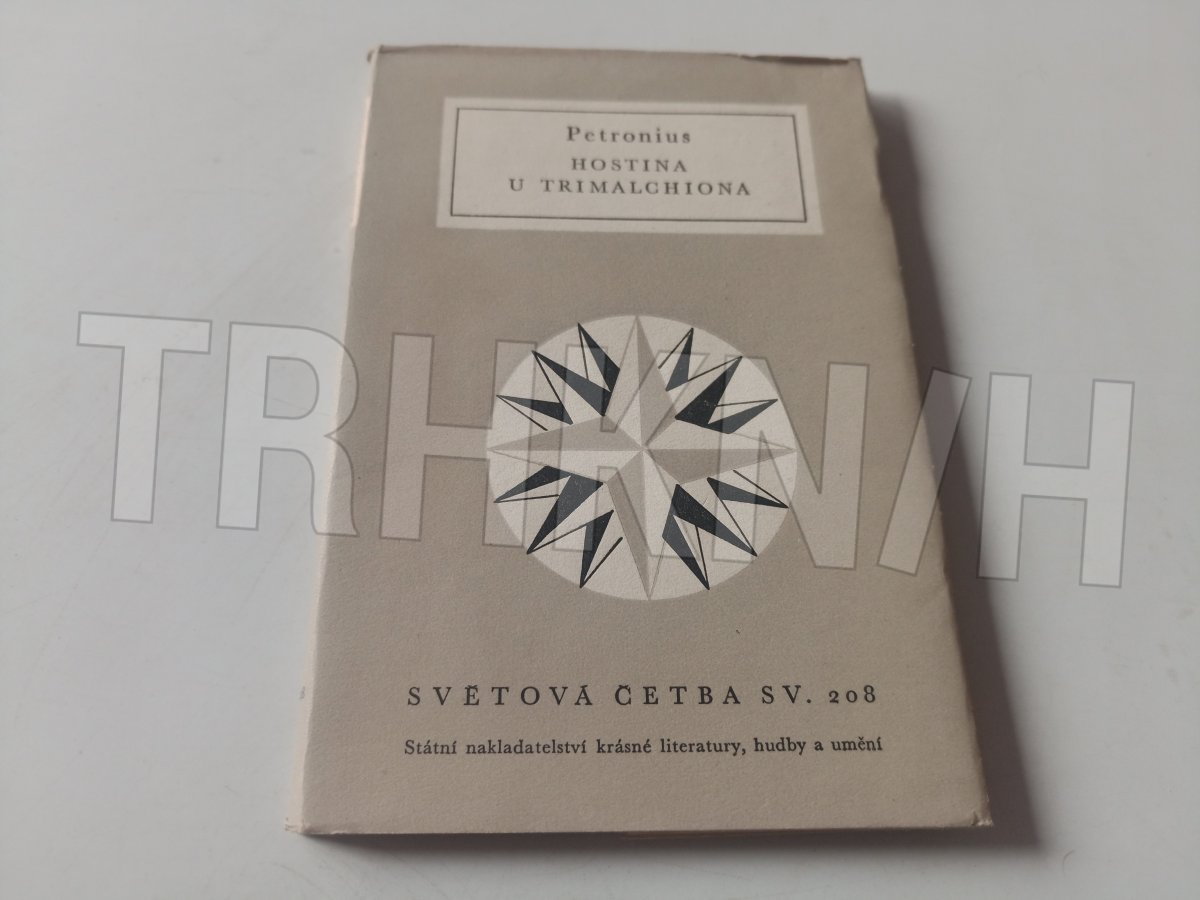 Petronius
HOSTINA
U TRIMALCHIONA
SVĚTOVÁ ČETBA SV. 208
Státní nakladatelství krásné literatury, hudby a umění